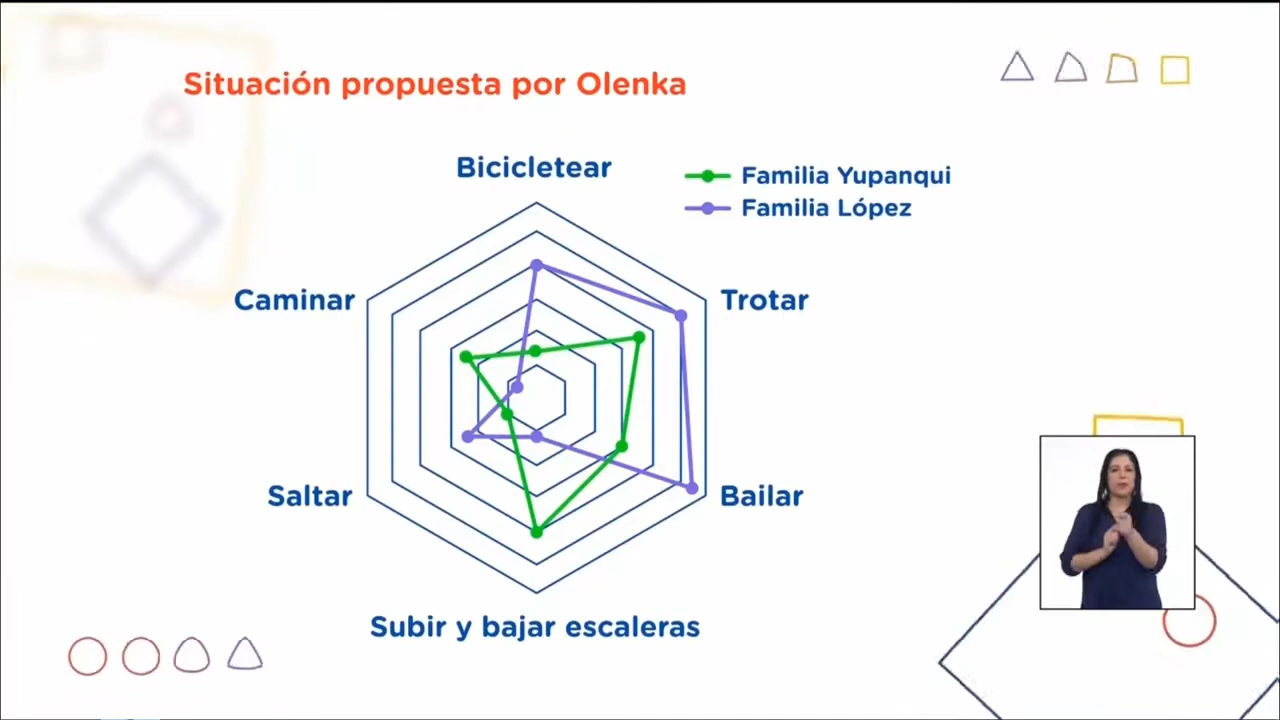 Situación propuesta por Olenka
Bicicletear
Familia Yupanqui
Familia López
Caminar
Trotar
Saltar
Bailar
Subir y bajar escaleras